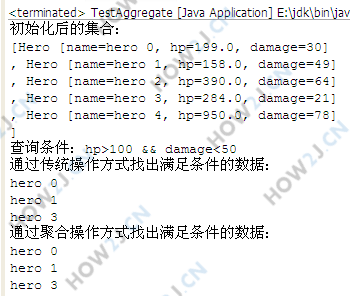 <terminated> TestAggregate [Java Application] E:\jdk\bin\jav
初始化后的集合：
[Hero [name=hero 0, hp=199.0, damage=30]
, Hero [name=hero 1, hp=158.0, damage=49]
, Hero [name=hero 2, hp=390.0, damage=64]
, Hero [name=hero 3, hp=284.0, damage=21]
, Hero [name=hero 4, hp=950.0, damage=78]
]
查询条件：hp>100 && damage<50
通过传统操作方式找出满足条件的数据：
hero 0
hero 1
hero 3
通过聚合操作方式找出满足条件的数据：
hero 0
hero 1
hero 3
HOW2J.CN